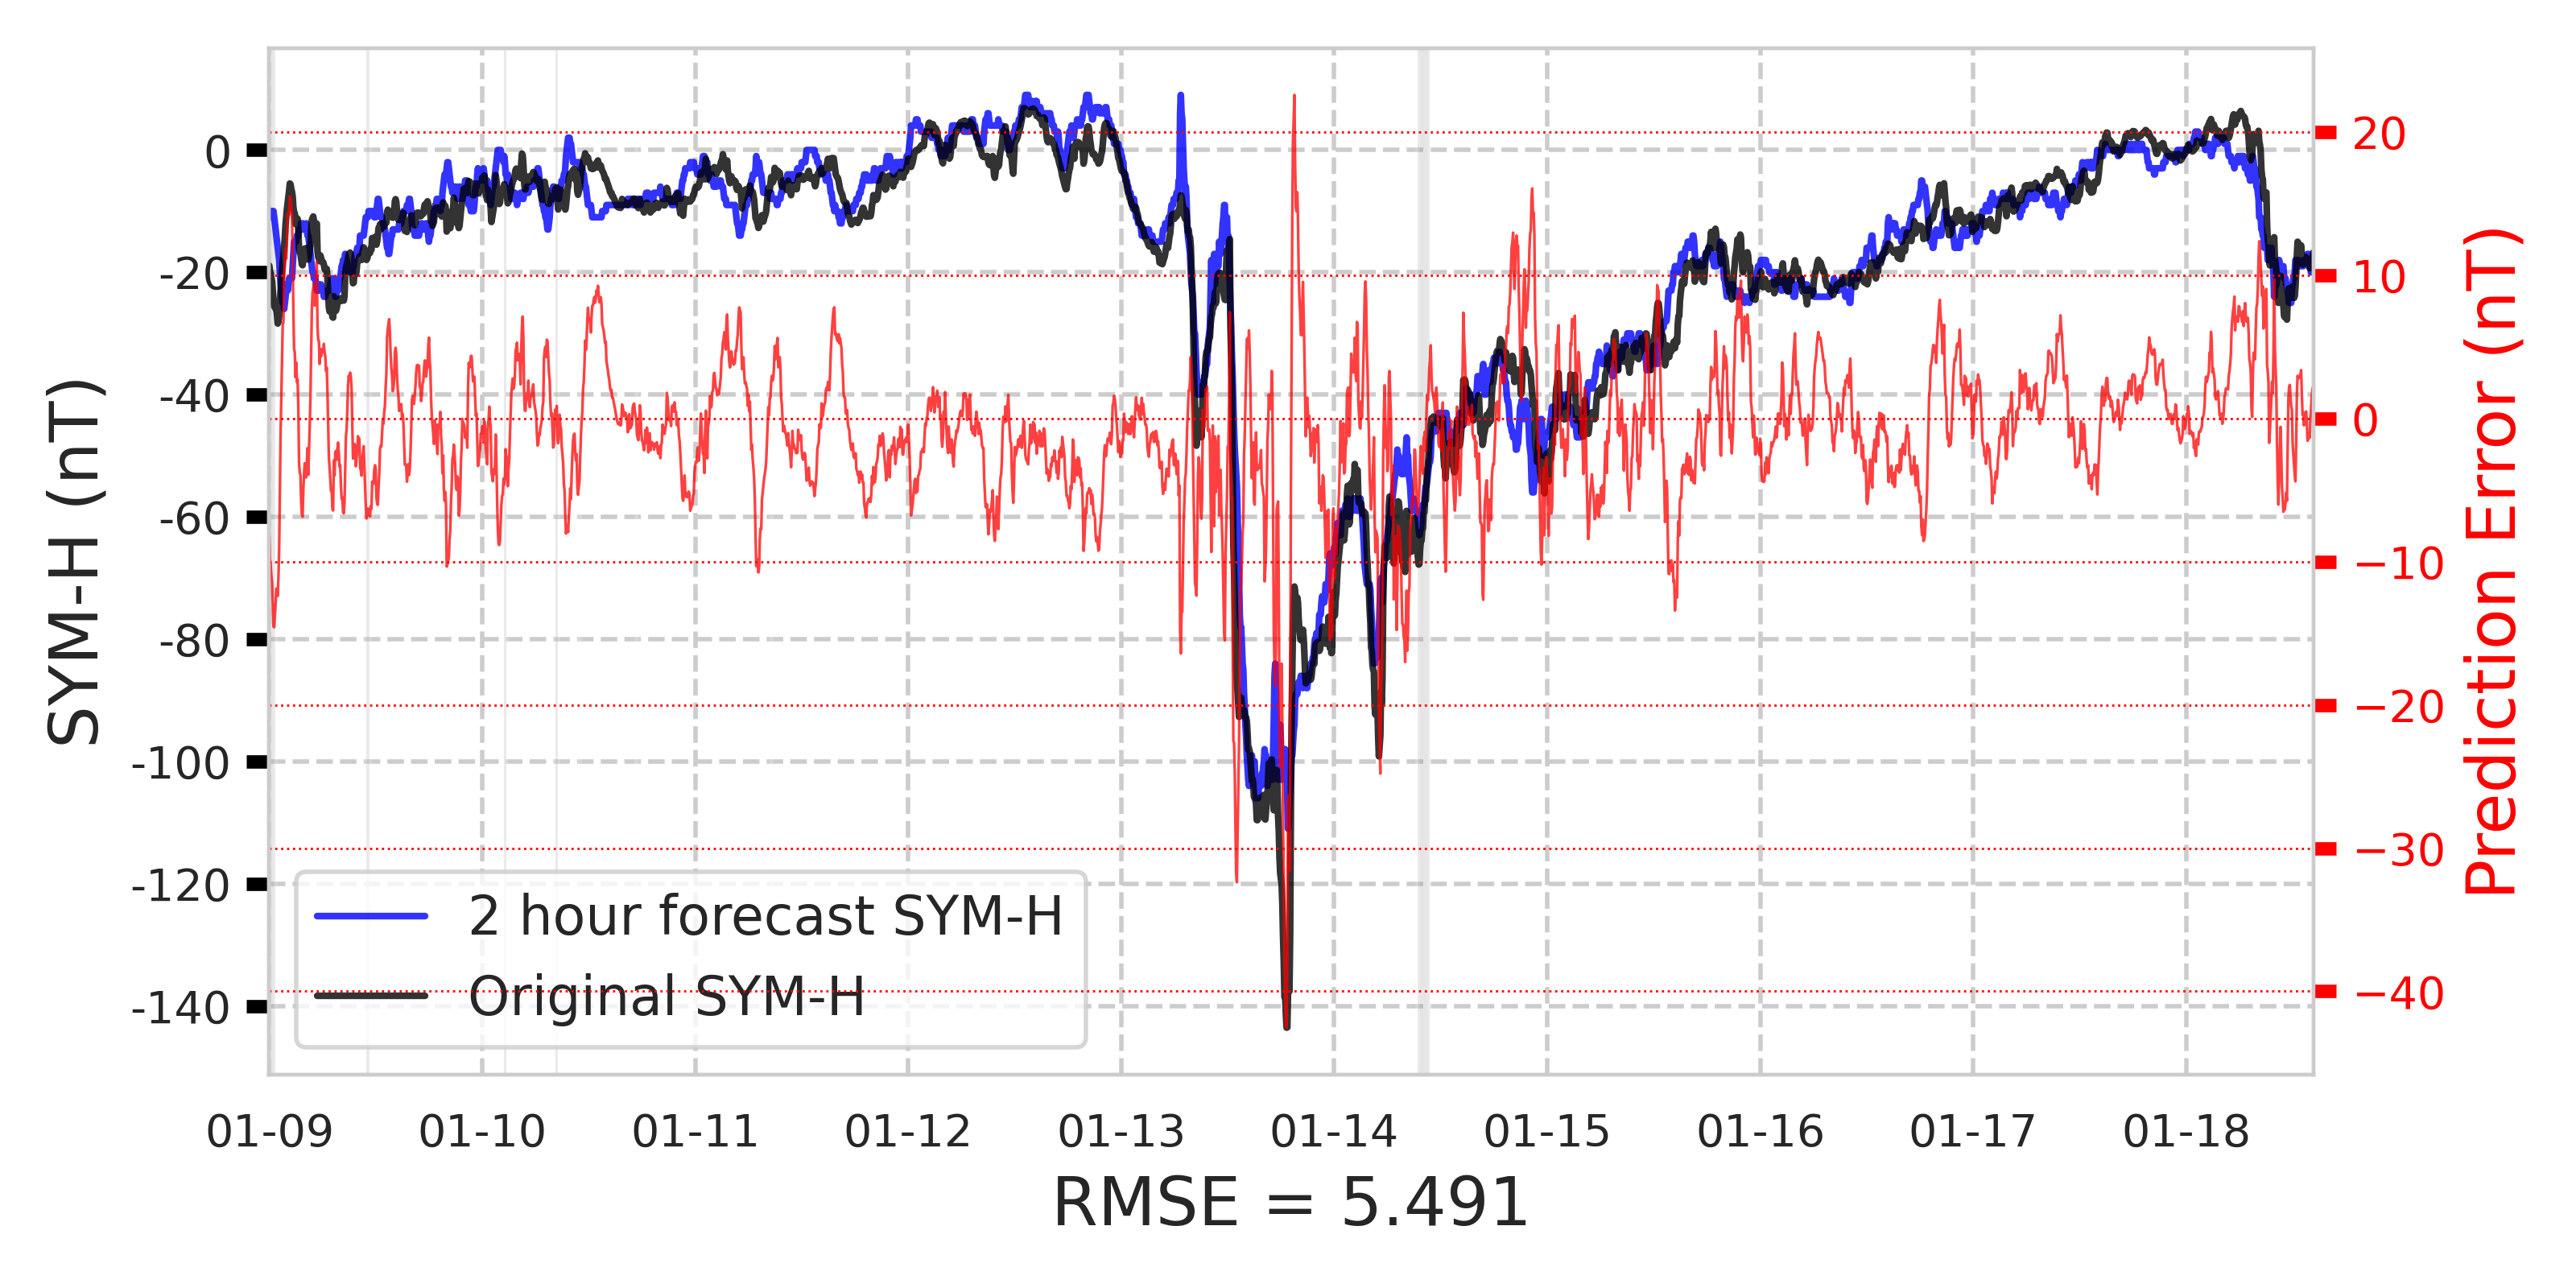 SYM-H (nT)
0
-20
-40
-60
-80
-100
-120
-140
20
10
0
−10
−20
−30
−40
Prediction Error (nT)
2 hour forecast SYM-H
Original SYM-H
01-09 01-10 01-11 01-12 01-13 01-14 01-15 01-16 01-17 01-18
RMSE = 5.491